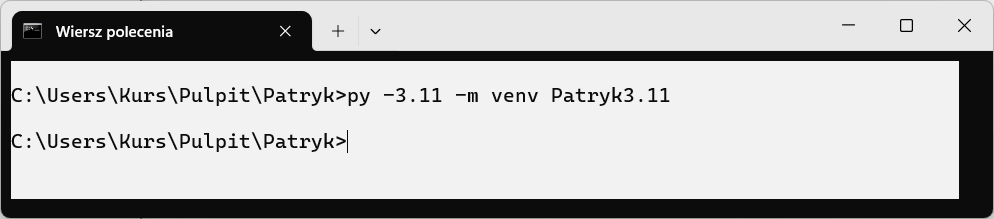 Wiersz polecenia
C:\Users\Kurs\Pulpit\Patryk>py -3.11 -m venv Patryk3.11
C:\Users\Kurs\Pulpit\Patryk>